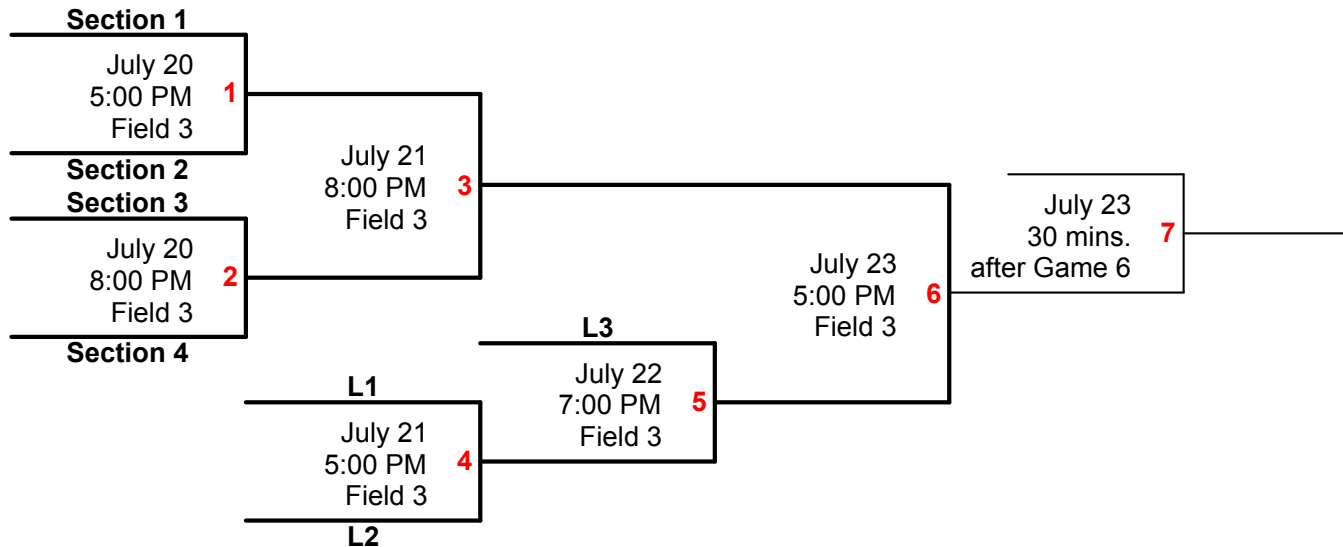 Section 1
July 20
5:00 PM
Field 3
1
Section 2
Section 3
July 20
8:00 PM
Field 3
2
Section 4
July 21
8:00 PM
Field 3
3
L1
July 21
5:00 PM
Field 3
4
L2
L3
July 22
7:00 PM
Field 3
5
July 23
5:00 PM
Field 3
6
July 23
30 mins.
after Game 6
7